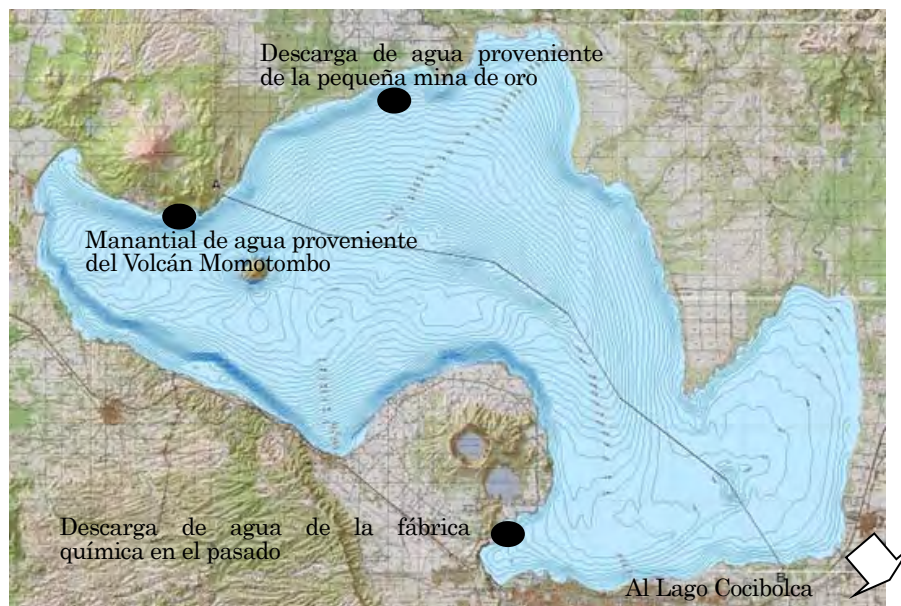 Descarga de agua proveniente
de la pequeña mina de oro
A
Manantial de agua proveniente
del Volcán Momotombo
Descarga de agua de la fábrica
química en el pasado
B
Al Lago Cocibolca